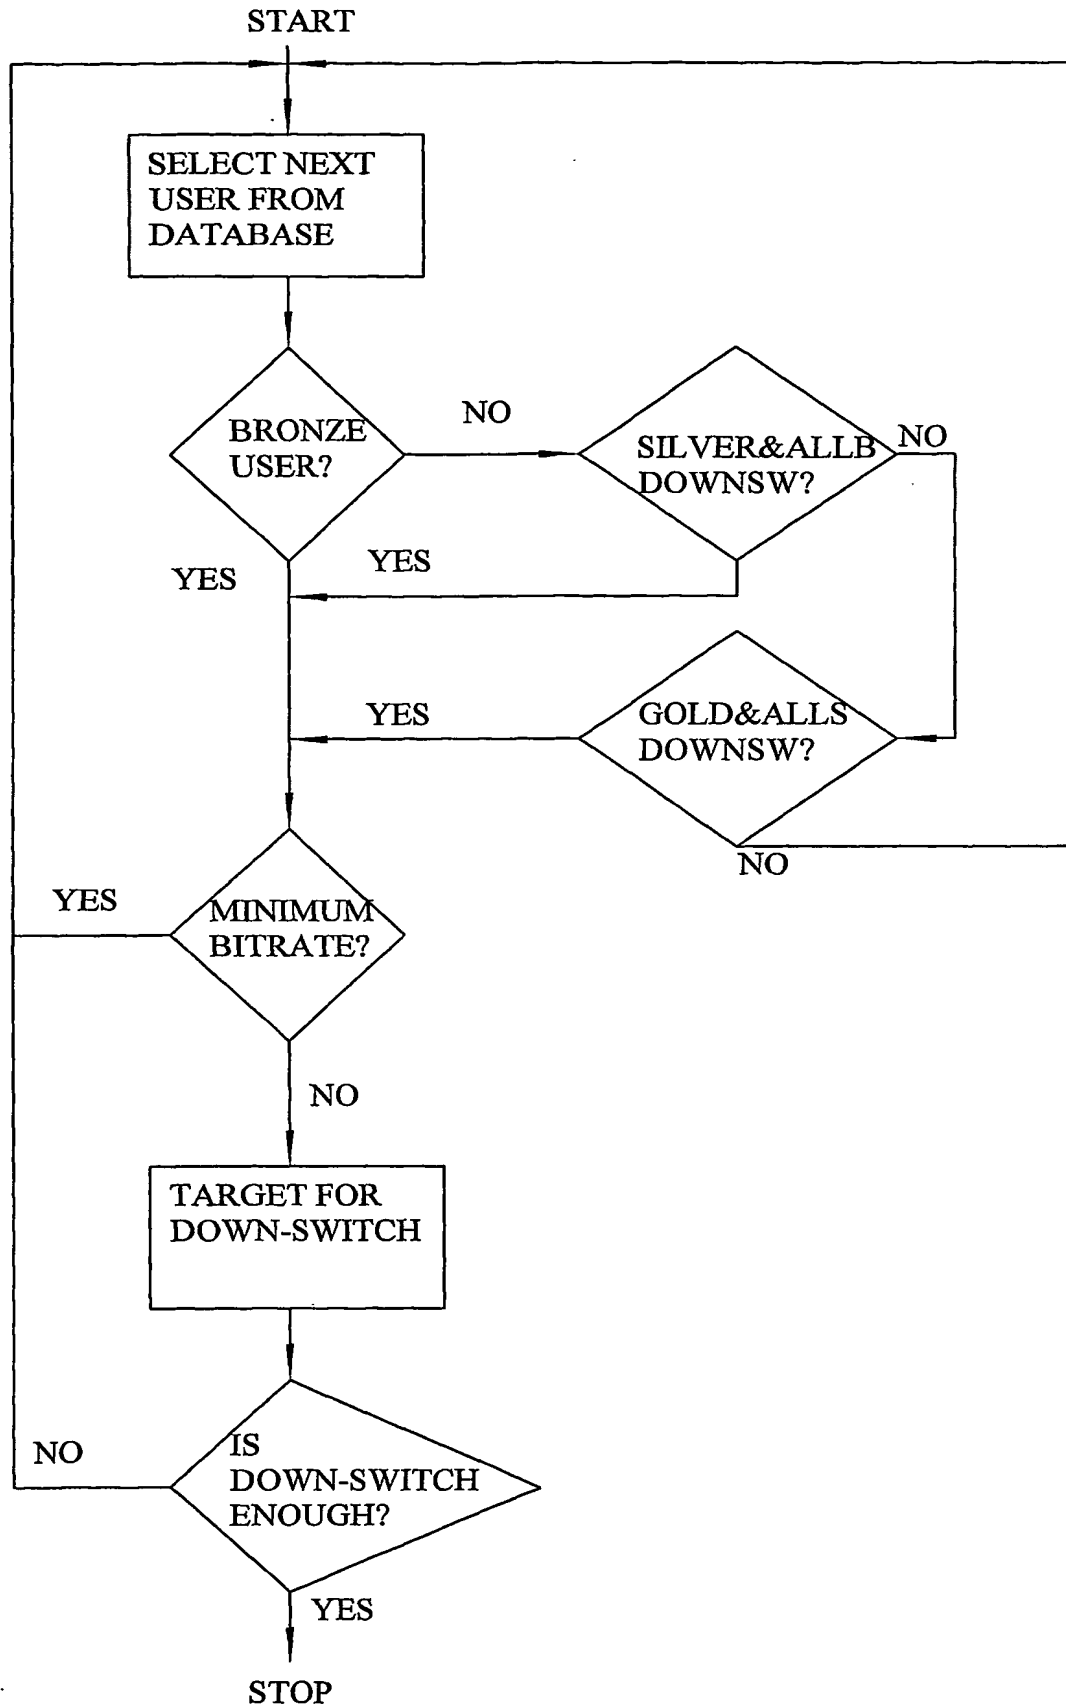 START
SELECT NEXT
USER FROM
DATABASE
BRONZE
USER?
NO
SILVER&ALLB
DOWNSW?
NO
YES
YES
GOLD&ALLS
DOWNSW?
YES
NO
MINIMUM
BITRATE?
YES
NO
TARGET FOR
DOWN-SWITCH
IS
DOWN-SWITCH
ENOUGH?
NO
YES
STOP